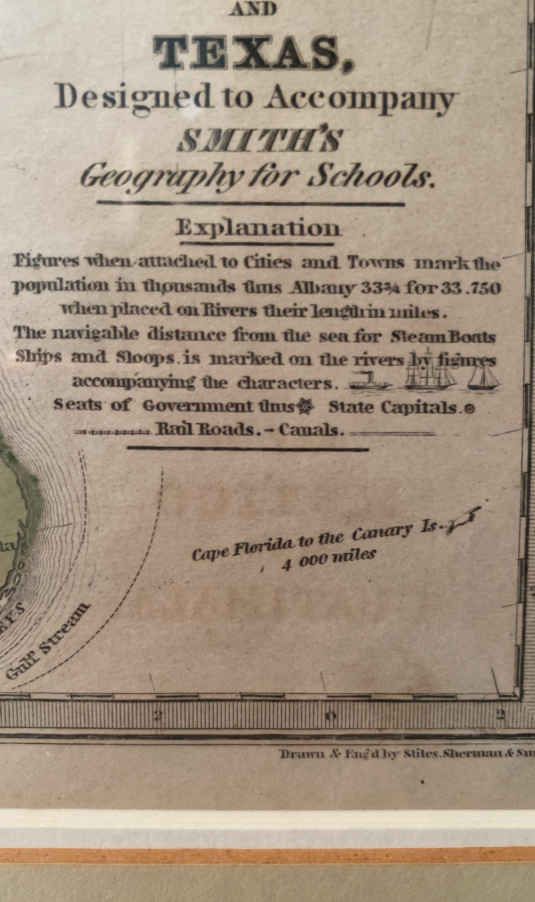 AND
TEXAS,
Designed to Accompany
SMITH'S
Geography for Schools.
Explanation
Figures when attached to Cities and Towns mark the
population in thousands thus Albany 33¾ for 33.750
when placed on Rivers their length in miles.
The navigable distance from the sea for Steam Boats
Ships and Sloops. is marked on the rivers by figures
accompanying the characters.
Seats of Government thus State Capitals.
Rail Roads. - Canals.
Cape Florida to the Canary Is.
4 000 miles
Gulf Stream
2 0 2
Drawn & Eng'd by Stiles. Sherman &